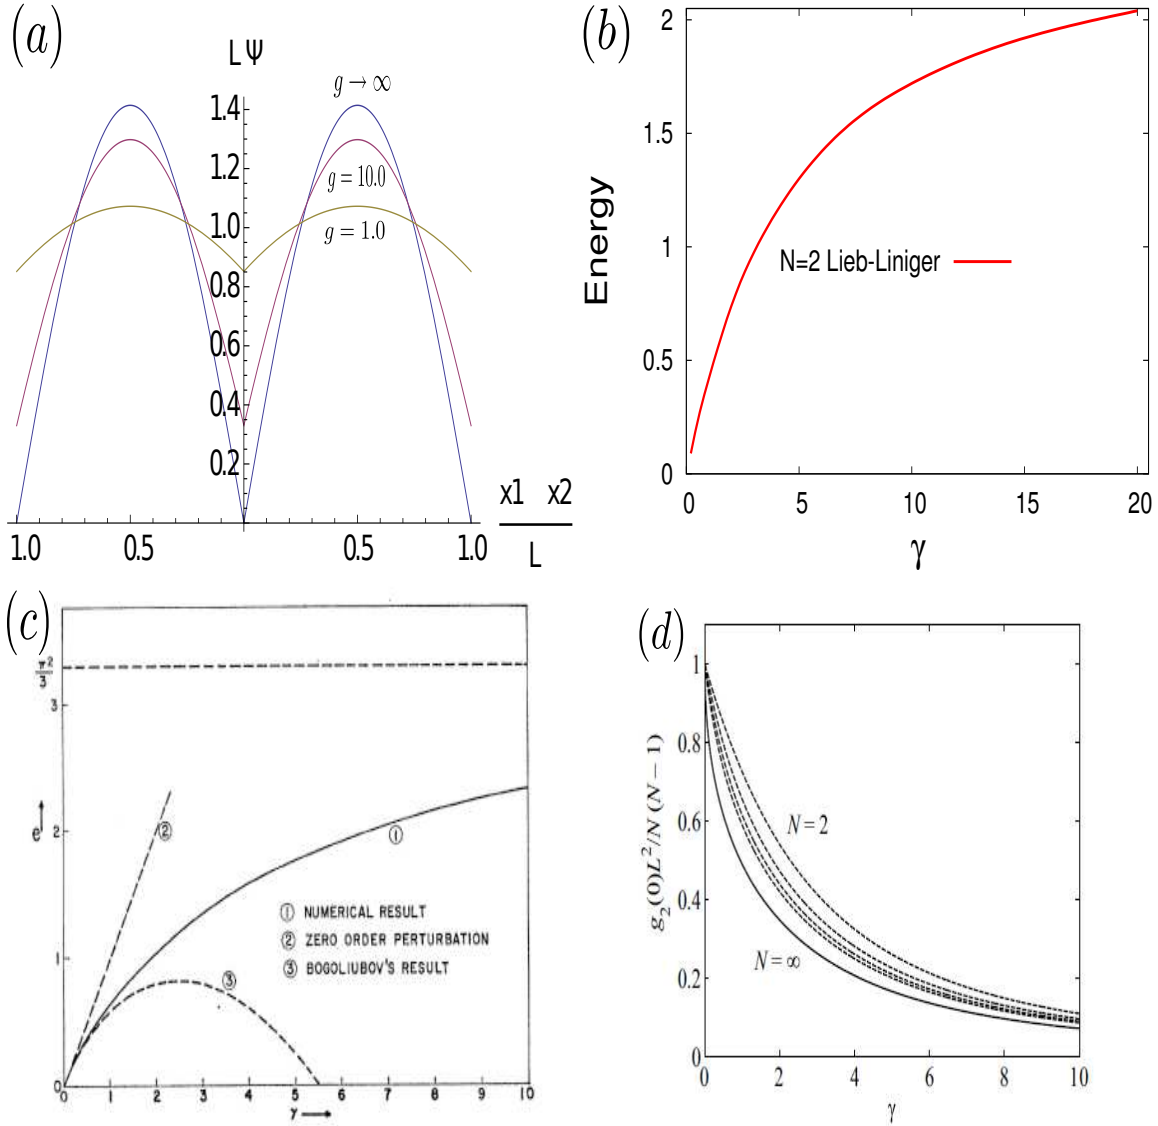 (a)
LΨ
g → ∞
1.4
1.2
g = 10.0
1.0
g = 1.0
0.8
0.6
0.4
0.2
x1 x2
L
1.0 0.5 0.5 1.0
(b)
2
1.5
1
0.5
0
Energy
N=2 Lieb-Liniger
0 5 10 15 20
γ
(c)
π²/3
3
e
2
1
0
②
①
① NUMERICAL RESULT
② ZERO ORDER PERTURBATION
③ BOGOLIUBOV'S RESULT
③
0 1 2 3 4 5 6 7 8 9 10
γ
(d)
1
0.8
0.6
0.4
0.2
0
g₂(0)L²/N(N−1)
N=2
N=∞
0 2 4 6 8 10
γ